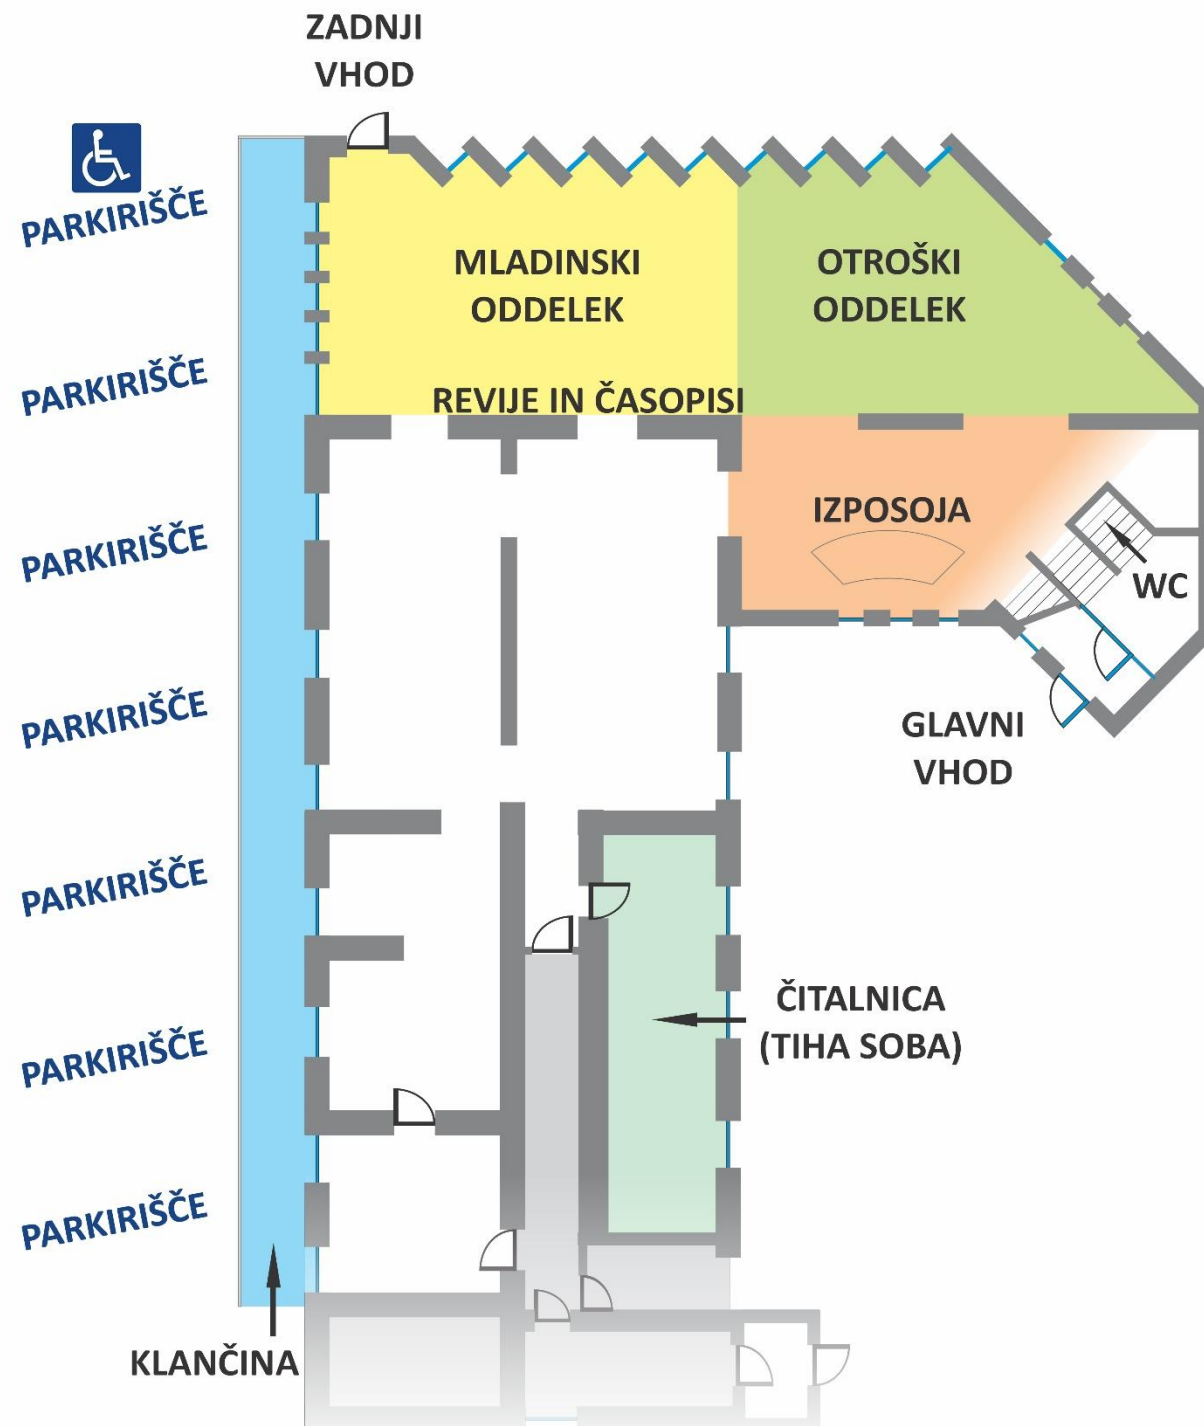 ZADNJI
VHOD
PARKIRIŠČE
MLADINSKI
ODDELEK
OTROŠKI
ODDELEK
PARKIRIŠČE
REVIJE IN ČASOPISI
IZPOSOJA
PARKIRIŠČE
WC
PARKIRIŠČE
GLAVNI
VHOD
PARKIRIŠČE
ČITALNICA
(TIHA SOBA)
PARKIRIŠČE
PARKIRIŠČE
KLANČINA